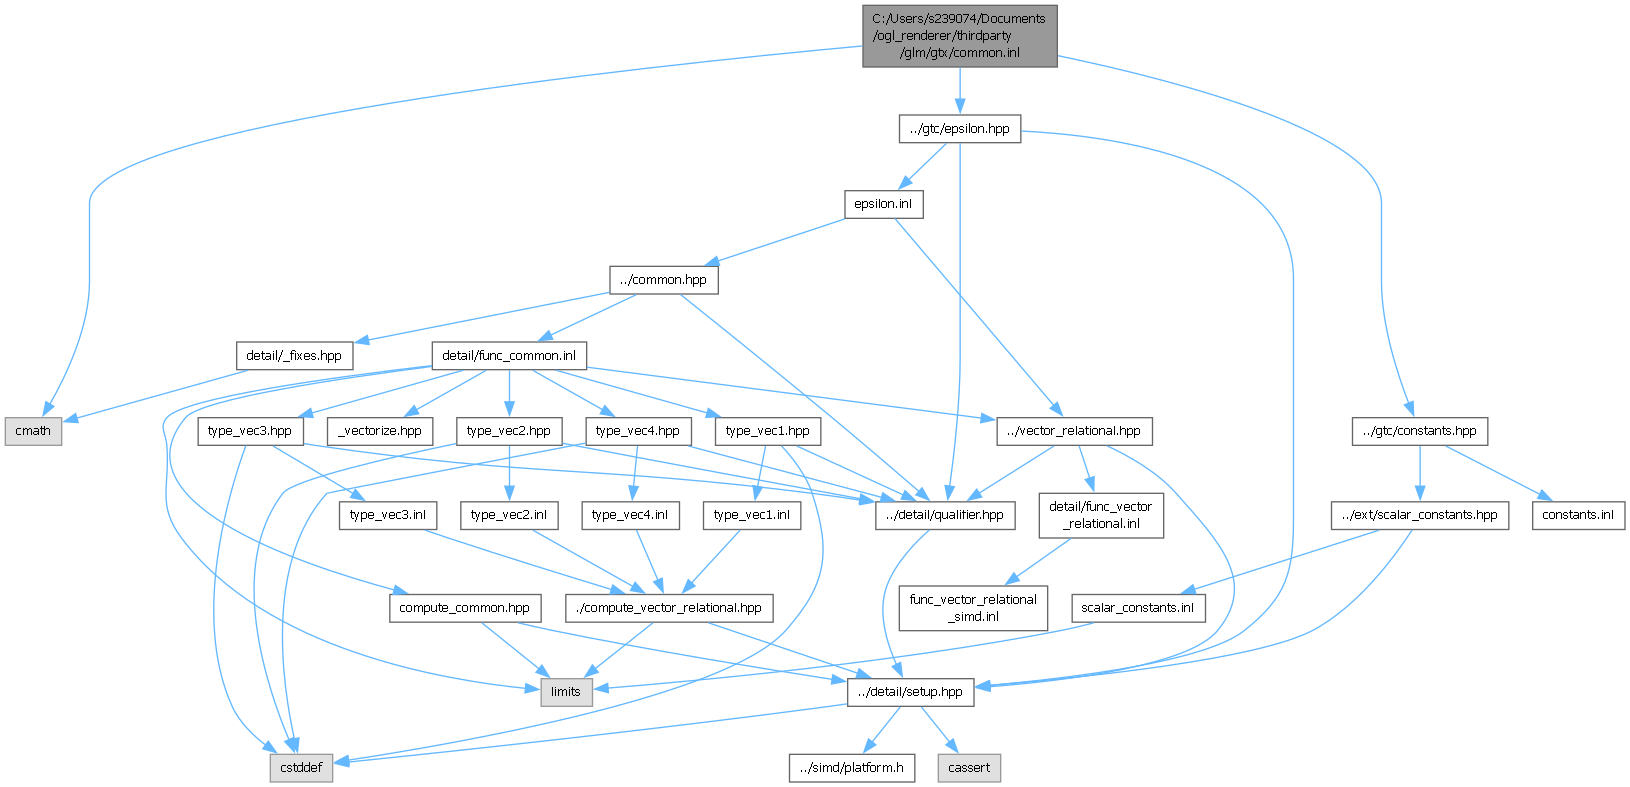 C:/Users/s239074/Documents
/ogl_renderer/thirdparty
/glm/gtx/common.inl
../gtc/epsilon.hpp
epsilon.inl
../common.hpp
detail/_fixes.hpp
detail/func_common.inl
cmath
type_vec3.hpp
_vectorize.hpp
type_vec2.hpp
type_vec4.hpp
type_vec1.hpp
../vector_relational.hpp
../gtc/constants.hpp
type_vec3.inl
type_vec2.inl
type_vec4.inl
type_vec1.inl
../detail/qualifier.hpp
detail/func_vector
_relational.inl
../ext/scalar_constants.hpp
constants.inl
compute_common.hpp
./compute_vector_relational.hpp
func_vector_relational
_simd.inl
scalar_constants.inl
limits
../detail/setup.hpp
cstddef
../simd/platform.h
cassert